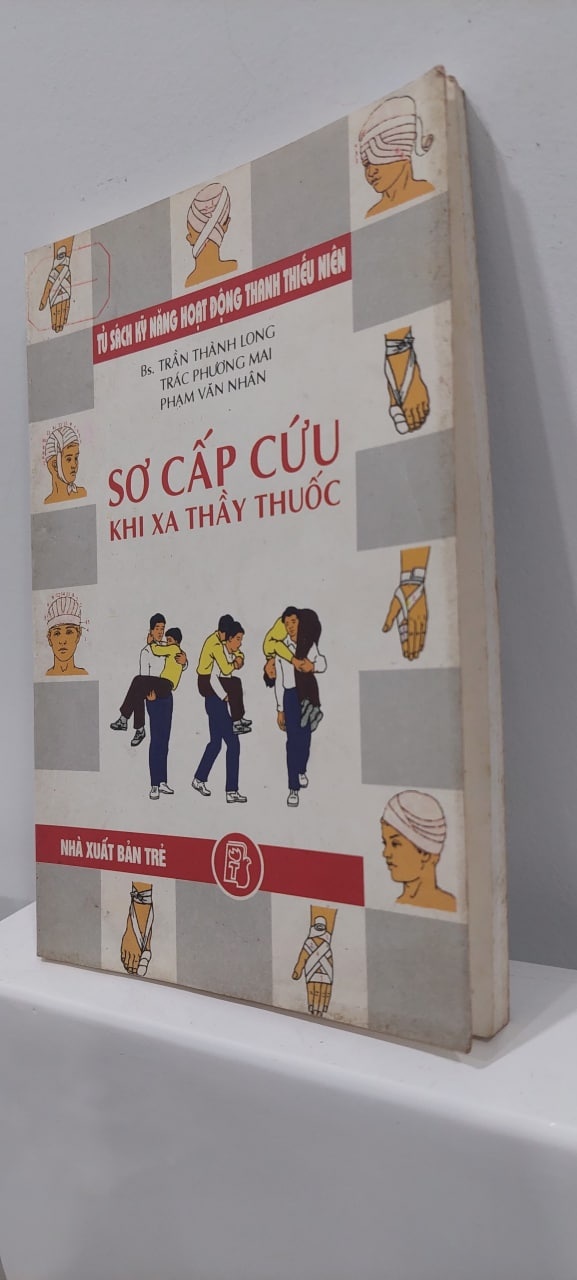 TỦ SÁCH KỸ NĂNG HOẠT ĐỘNG THANH THIẾU NIÊN
Bs. TRẦN THÀNH LONG
TRÁC PHƯƠNG MAI
PHẠM VĂN NHÂN
SƠ CẤP CỨU
KHI XA THẦY THUỐC
NHÀ XUẤT BẢN TRẺ